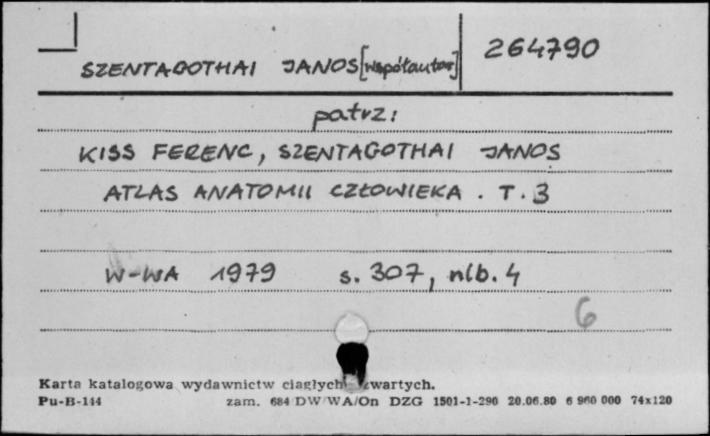 264790
SZENTAGOTHAI JANOS [współautor]
patrz:
KISS FERENC, SZENTAGOTHAI JANOS
ATLAS ANATOMII CZŁOWIEKA. T. 3
W-WA 1979 s. 307, nlb. 4
6
Karta katalogowa wydawnictw ciągłych zwartych.
Pu-B-144 zam. 684 DW WA/On DZG 1501-1-290 20.06.80 6 960 000 74x120